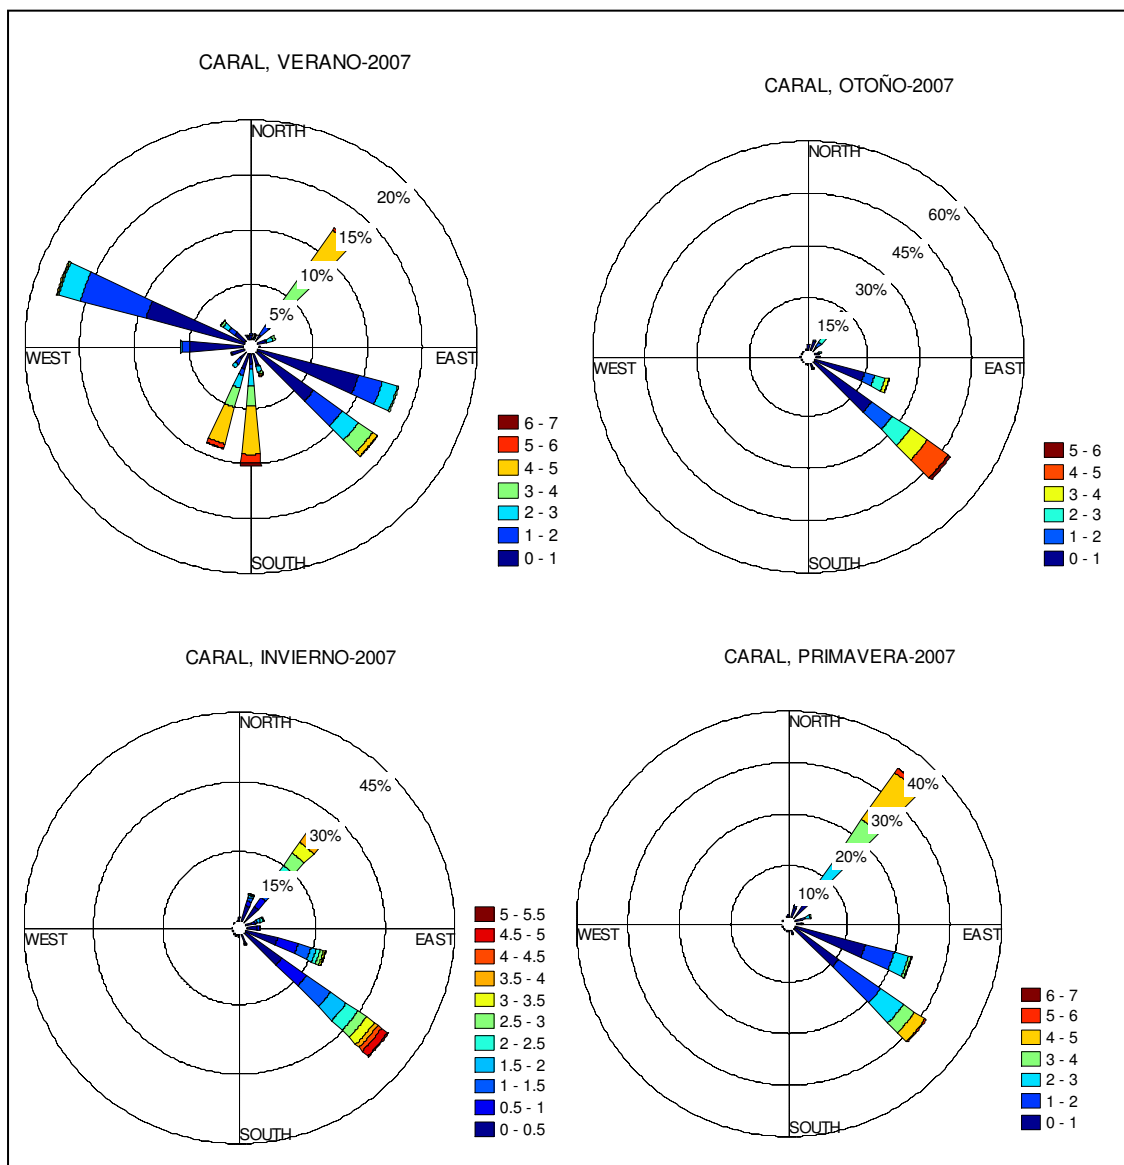 CARAL, VERANO-2007
NORTH
20%
15%
10%
5%
WEST
EAST
SOUTH
6 - 7
5 - 6
4 - 5
3 - 4
2 - 3
1 - 2
0 - 1
CARAL, OTOÑO-2007
NORTH
60%
45%
30%
15%
WEST
EAST
SOUTH
5 - 6
4 - 5
3 - 4
2 - 3
1 - 2
0 - 1
CARAL, INVIERNO-2007
NORTH
45%
30%
15%
WEST
EAST
SOUTH
5 - 5.5
4.5 - 5
4 - 4.5
3.5 - 4
3 - 3.5
2.5 - 3
2 - 2.5
1.5 - 2
1 - 1.5
0.5 - 1
0 - 0.5
CARAL, PRIMAVERA-2007
NORTH
40%
30%
20%
10%
WEST
EAST
SOUTH
6 - 7
5 - 6
4 - 5
3 - 4
2 - 3
1 - 2
0 - 1